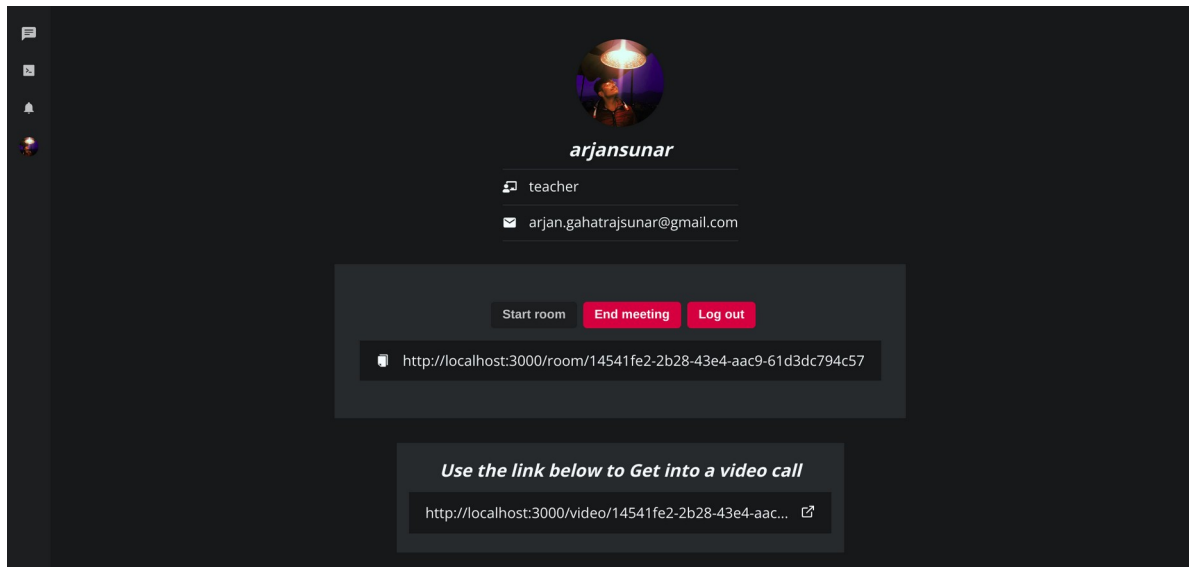 arjansunar
teacher
arjan.gahatrajsunar@gmail.com
Start room End meeting Log out
http://localhost:3000/room/14541fe2-2b28-43e4-aac9-61d3dc794c57
Use the link below to Get into a video call
http://localhost:3000/video/14541fe2-2b28-43e4-aac...